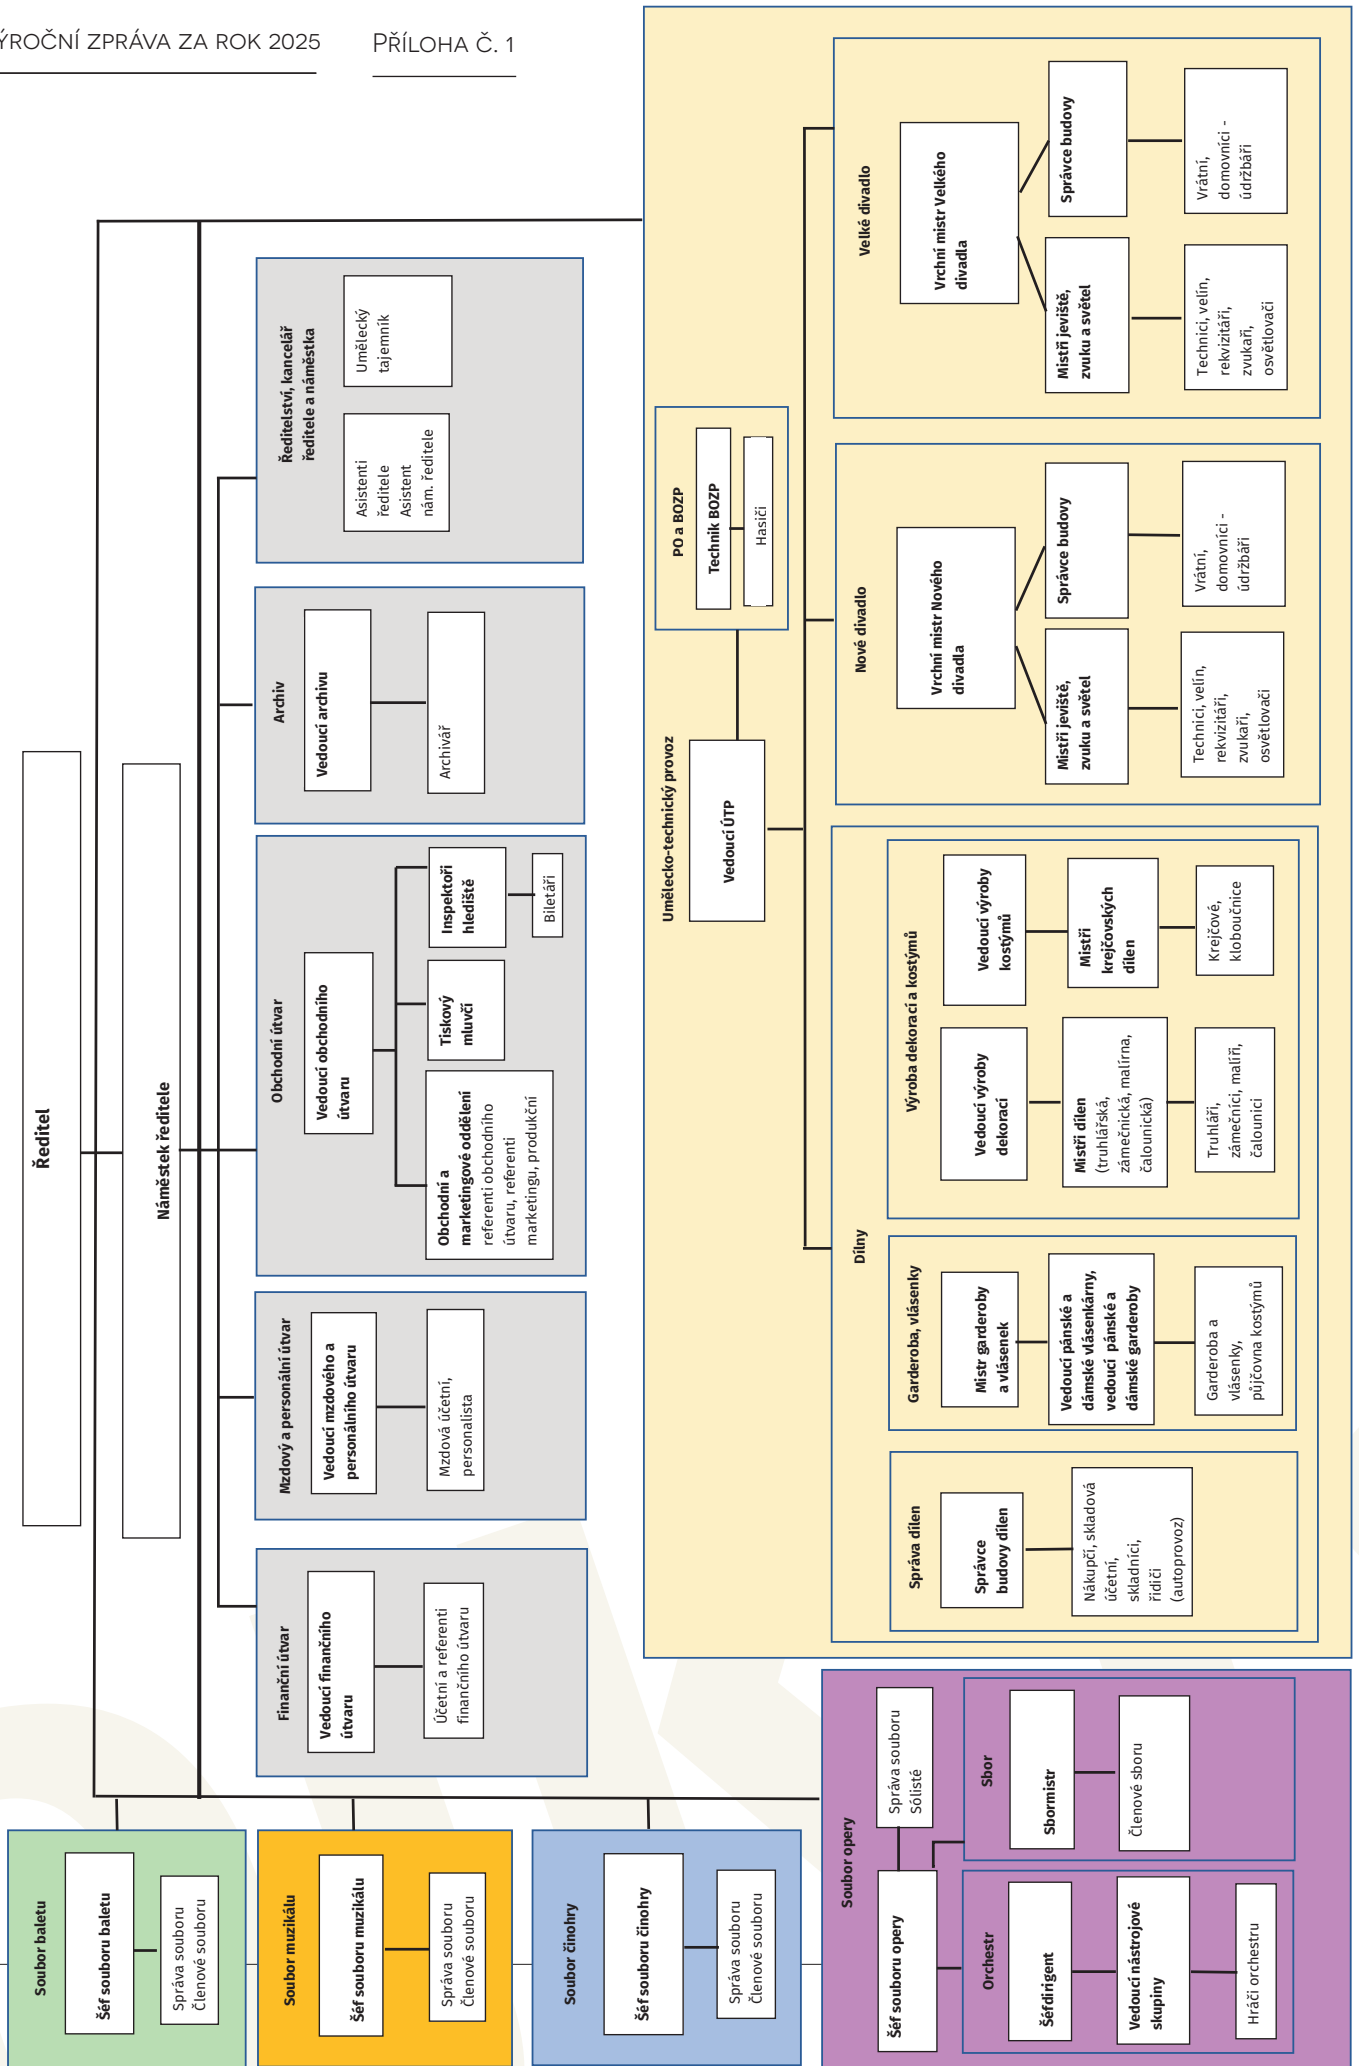 ÝROČNÍ ZPRÁVA ZA ROK 2025
PŘÍLOHA Č. 1
Ředitel
Náměstek ředitele
Soubor baletu
Šéf souboru baletu
Správa souboru
Členové souboru
Soubor muzikálu
Šéf souboru muzikálu
Správa souboru
Členové souboru
Soubor činohry
Šéf souboru činohry
Správa souboru
Členové souboru
Soubor opery
Šéf souboru opery
Správa souboru
Sólisté
Orchestr
Šéfdirigent
Vedoucí nástrojové
skupiny
Hráči orchestru
Sbor
Sbormistr
Členové sboru
Finanční útvar
Vedoucí finančního
útvaru
Účetní a referenti
finančního útvaru
Mzdový a personální útvar
Vedoucí mzdového a
personálního útvaru
Mzdová účetní,
personalista
Obchodní útvar
Vedoucí obchodního
útvaru
Obchodní a
marketingové oddělení
referenti obchodního
útvaru, referenti
marketingu, produkční
Tiskový
mluvčí
Inspektoři
hlediště
Biletáři
Archiv
Vedoucí archivu
Archivář
Ředitelství, kancelář
ředitele a náměstka
Asistenti
ředitele
Asistent
nám. ředitele
Umělecký
tajemník
Umělecko-technický provoz
Vedoucí ÚTP
PO a BOZP
Technik BOZP
Hasiči
Dílny
Správa dílen
Správce
budovy dílen
Nákupčí, skladová
účetní,
skladníci,
řidiči
(autoprovoz)
Garderoba, vlásenky
Mistr garderoby
a vlásenek
Vedoucí pánské a
dámské vlásenkárny,
vedoucí pánské a
dámské garderoby
Garderoba a
vlásenky,
půjčovna kostýmů
Výroba dekorací a kostýmů
Vedoucí výroby
dekorací
Mistři dílen
(truhlářská,
zámečnická, malírna,
čalounická)
Truhláři,
zámečníci, malíři,
čalouníci
Vedoucí výroby
kostýmů
Mistři
krejčovských
dílen
Krejčové,
kloboučnice
Nové divadlo
Vrchní mistr Nového
divadla
Mistři jeviště,
zvuku a světel
Technici, velín,
rekvizitáři,
zvukaři,
osvětlovači
Správce budovy
Vrátní,
domovníci -
údržbáři
Velké divadlo
Vrchní mistr Velkého
divadla
Mistři jeviště,
zvuku a světel
Technici, velín,
rekvizitáři,
zvukaři,
osvětlovači
Správce budovy
Vrátní,
domovníci -
údržbáři